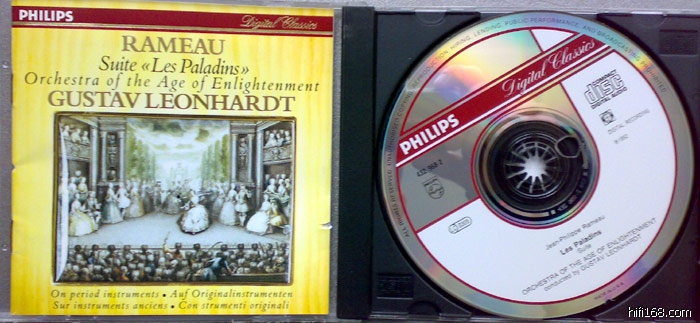 PHILIPS
Digital Classics
RAMEAU
Suite «Les Paladins»
Orchestra of the Age of Enlightenment
GUSTAV LEONHARDT
On period instruments • Auf Originalinstrumenten
Sur instruments anciens • Con strumenti originali
PHILIPS
Digital Classics
COMPACT
disc
DIGITAL AUDIO
DIGITAL RECORDING
Jean-Philippe Rameau
Les Paladins
Suite
ORCHESTRA OF THE AGE OF ENLIGHTENMENT
conducted by GUSTAV LEONHARDT
hifi168.com